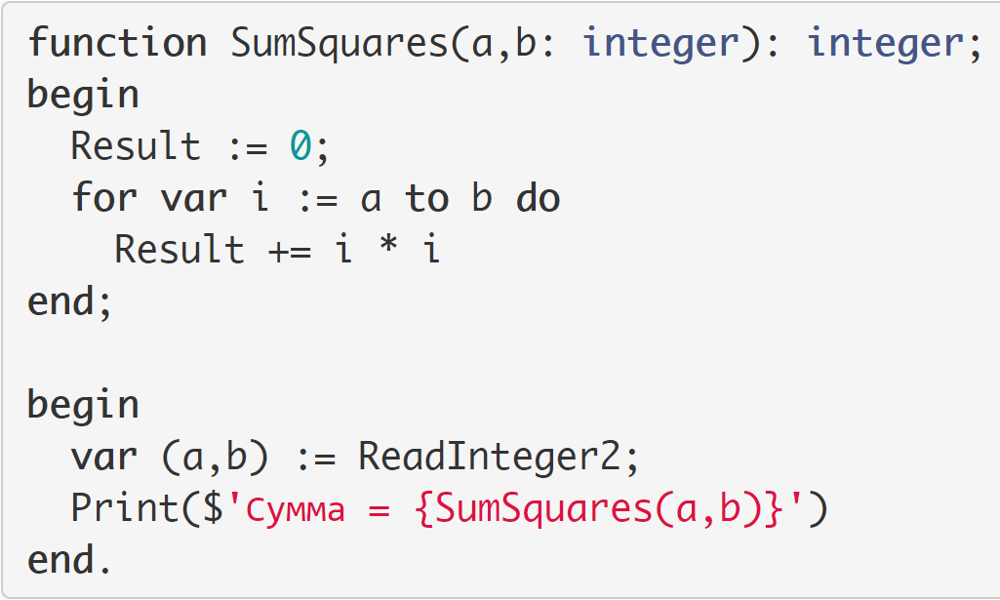 function SumSquares(a,b: integer): integer;
begin
  Result := 0;
  for var i := a to b do
    Result += i * i
end;

begin
  var (a,b) := ReadInteger2;
  Print($'Сумма = {SumSquares(a,b)}')
end.